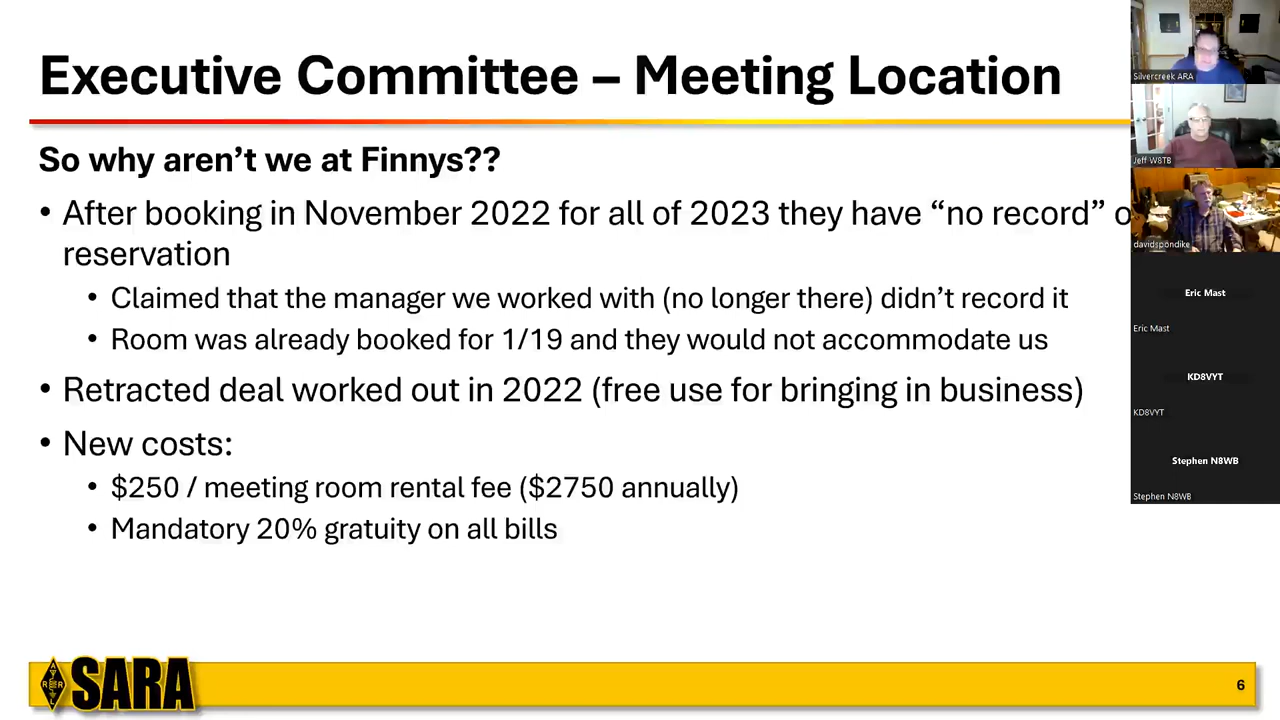 Executive Committee – Meeting Location
So why aren’t we at Finnys??
• After booking in November 2022 for all of 2023 they have “no record” o
reservation
• Claimed that the manager we worked with (no longer there) didn’t record it
• Room was already booked for 1/19 and they would not accommodate us
• Retracted deal worked out in 2022 (free use for bringing in business)
• New costs:
• $250 / meeting room rental fee ($2750 annually)
• Mandatory 20% gratuity on all bills
SARA
6
Silvercreek ARA
Jeff W8TB
davidspondike
Eric Mast
Eric Mast
KD8VYT
KD8VYT
Stephen N8WB
Stephen N8WB